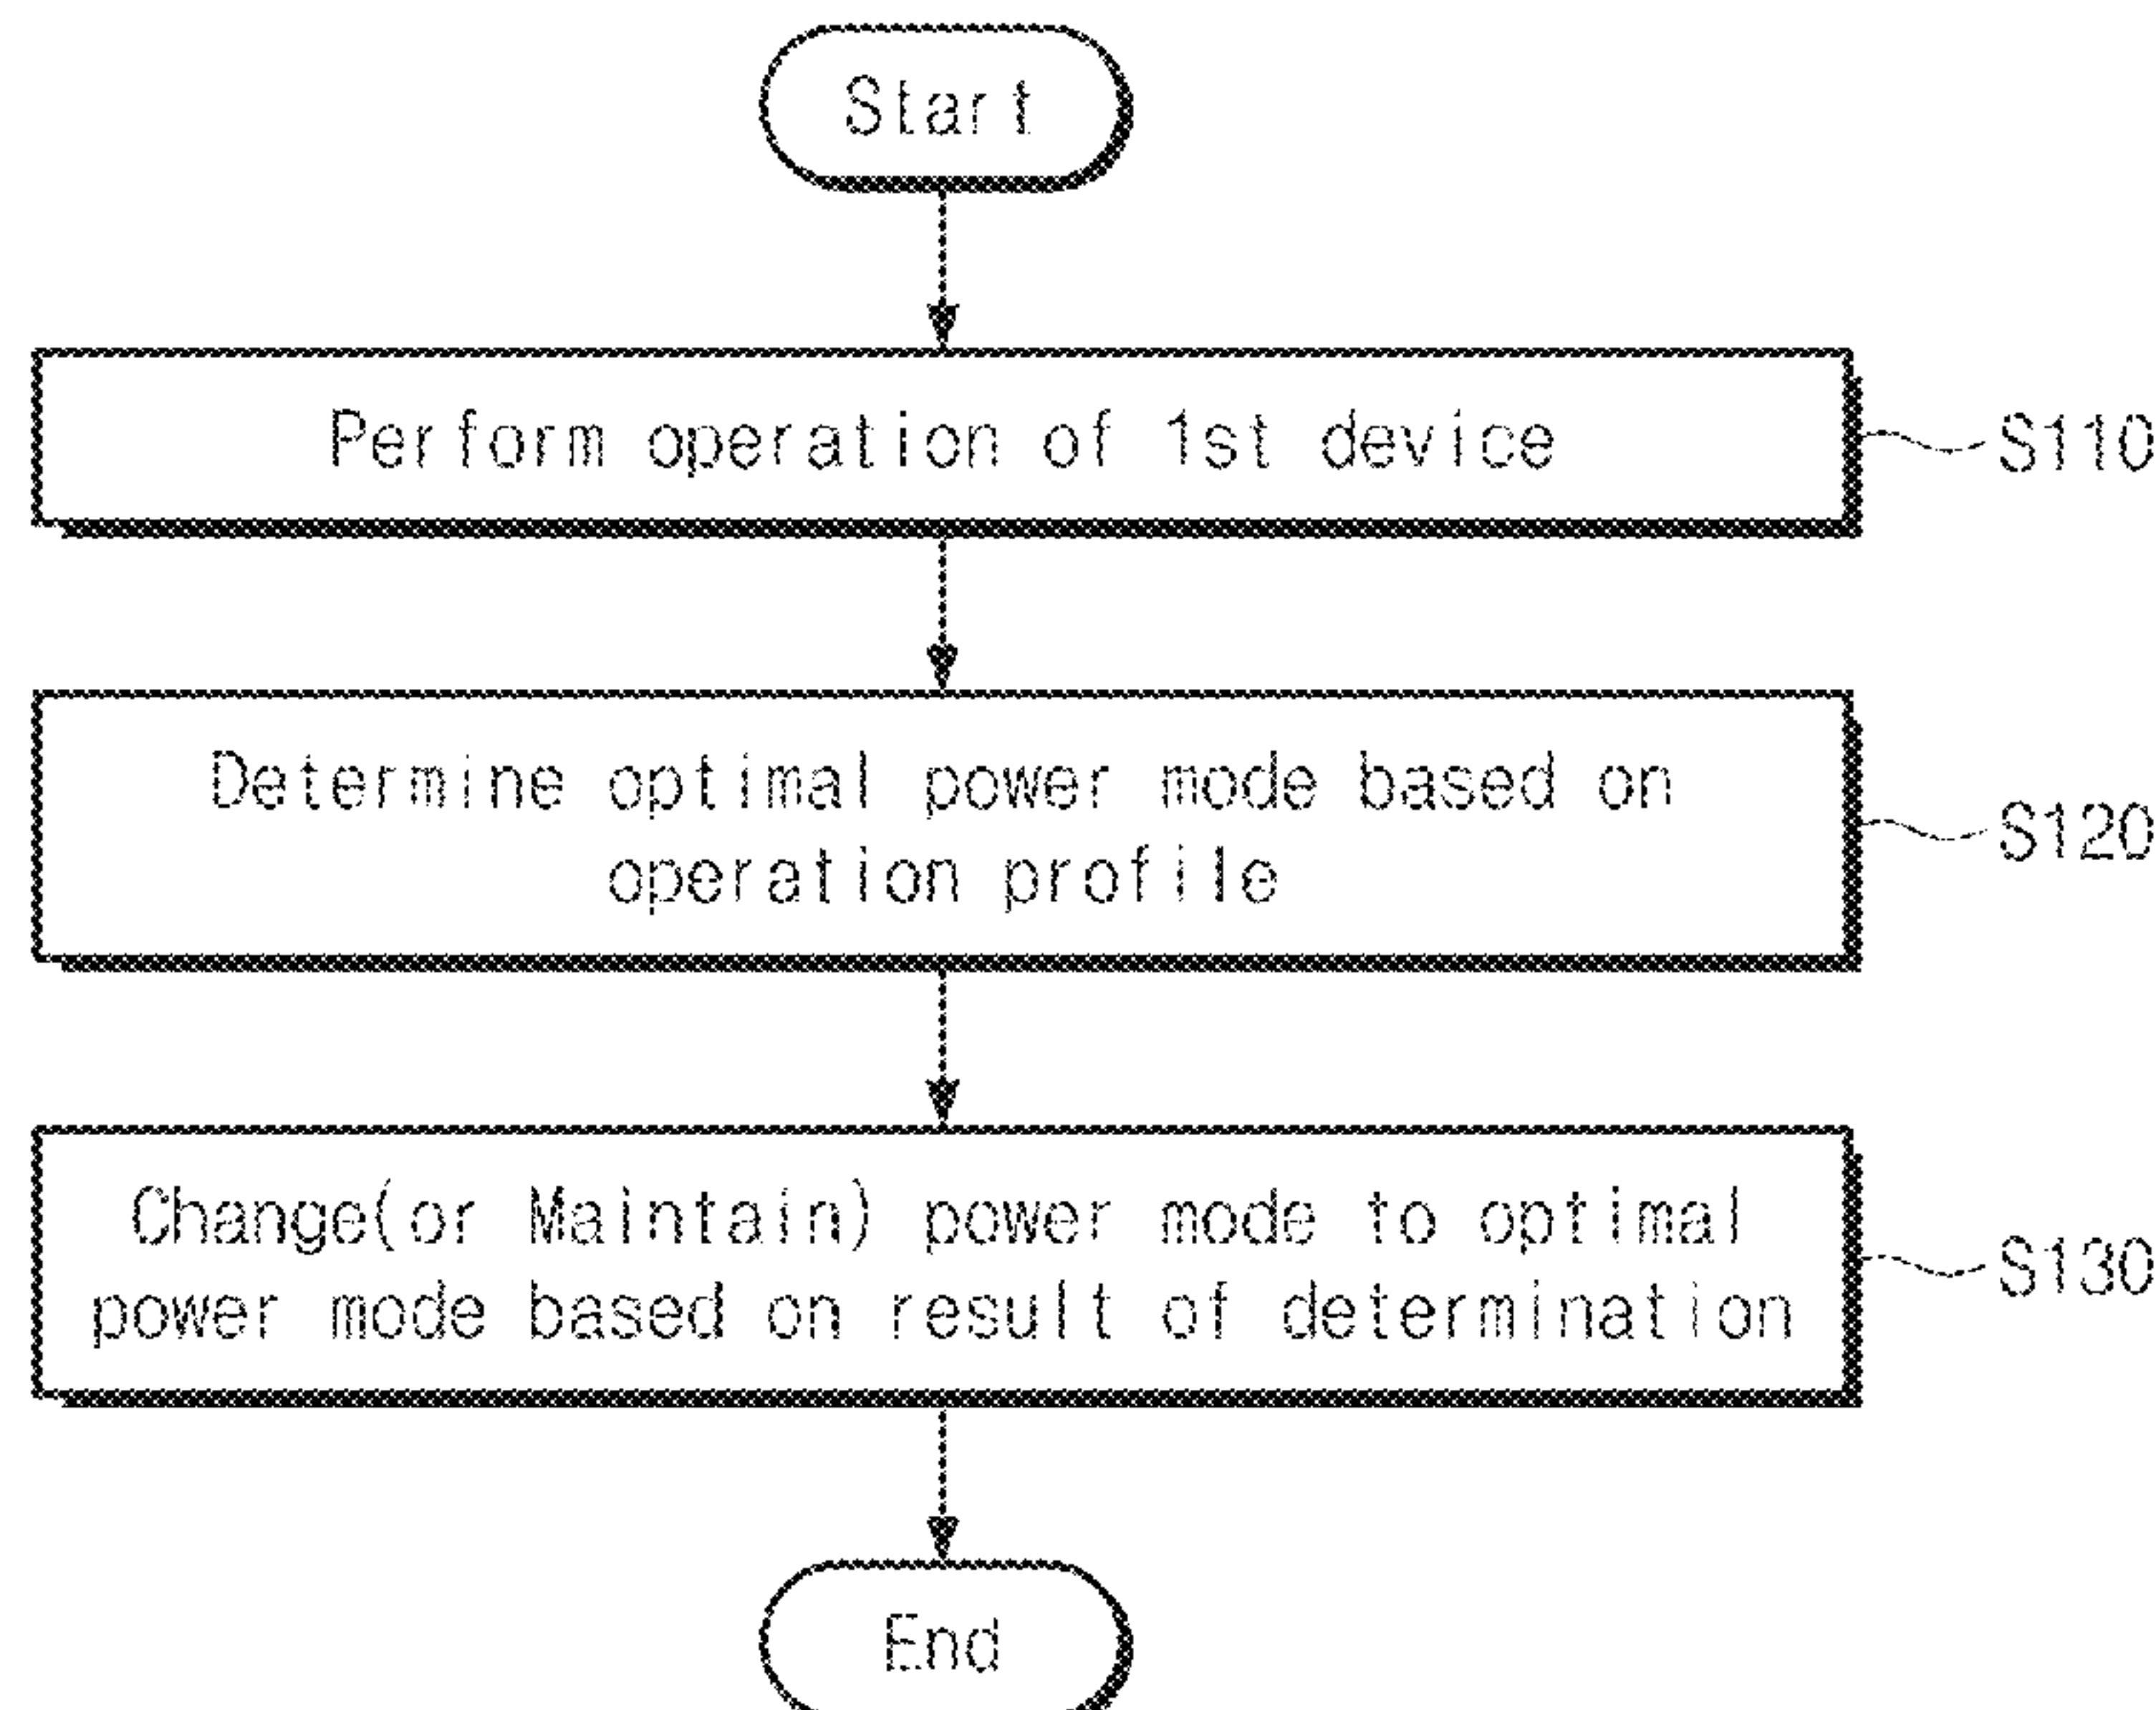 Start
Perform operation of 1st device
S110
Determine optimal power mode based on
operation profile
S120
Change(or Maintain) power mode to optimal
power mode based on result of determination
S130
End